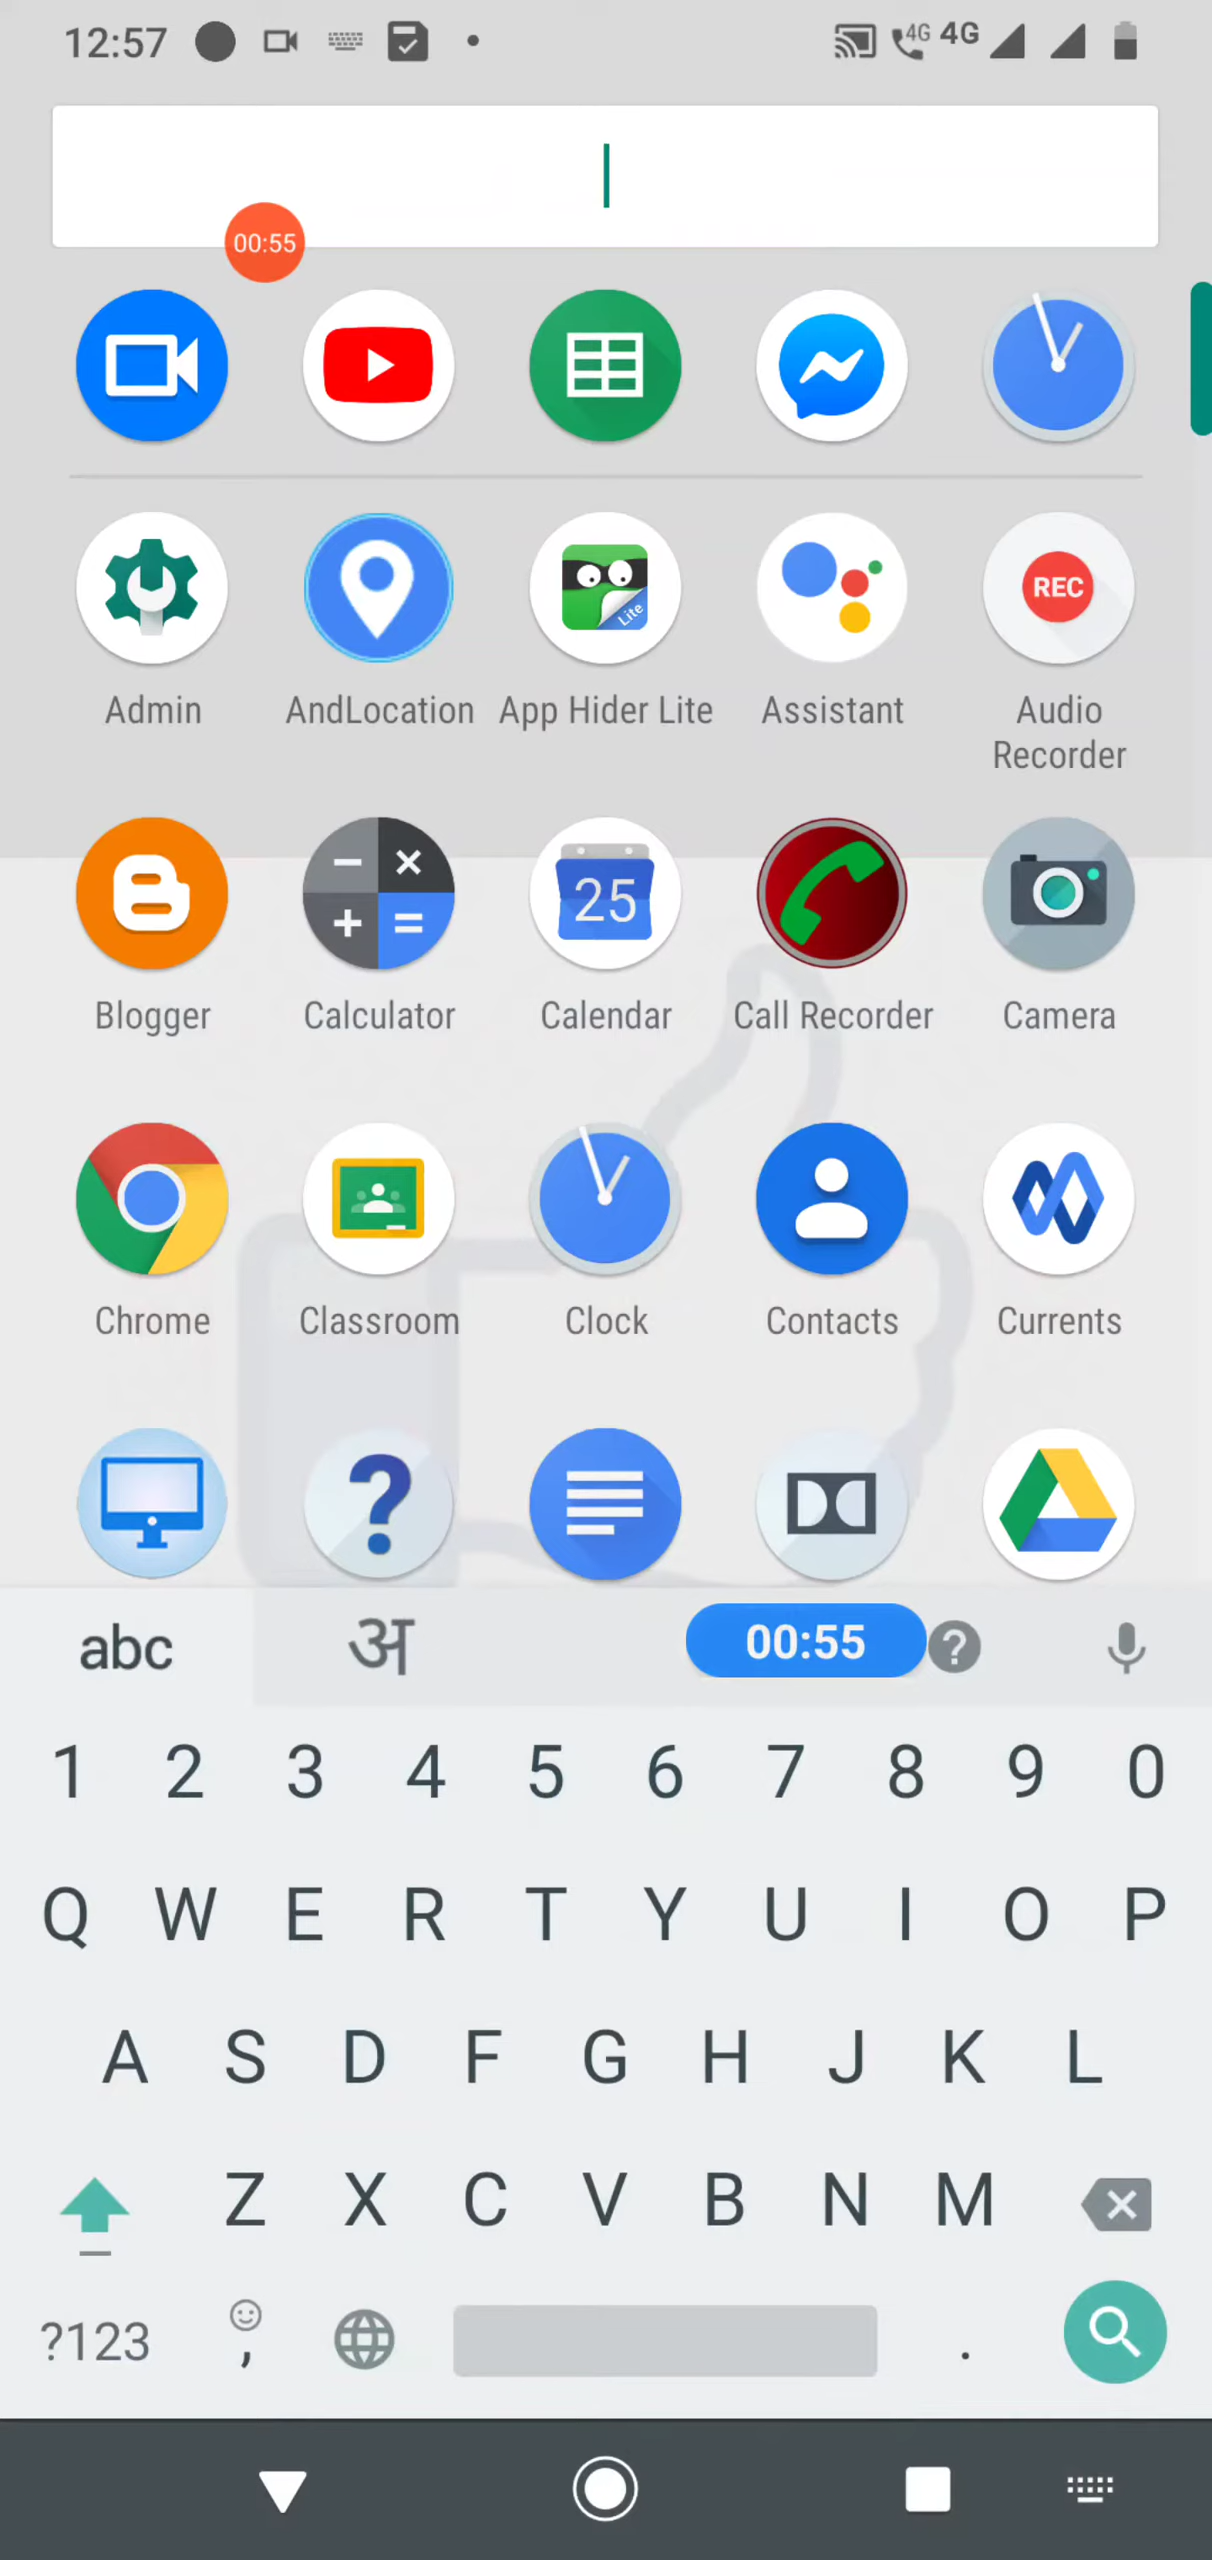 12:57 4G 4G
00:55
Lite REC
Admin AndLocation App Hider Lite Assistant Audio
Recorder
25
Blogger Calculator Calendar Call Recorder Camera
Chrome Classroom Clock Contacts Currents
?
abc अ 00:55 ?
1 2 3 4 5 6 7 8 9 0
Q W E R T Y U I O P
A S D F G H J K L
Z X C V B N M
?123 , .